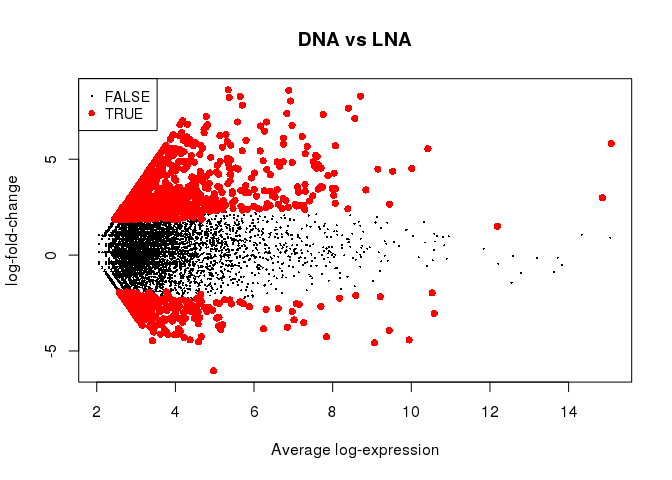 DNA vs LNA
FALSE
TRUE
5
0
-5
log-fold-change
2 4 6 8 10 12 14
Average log-expression